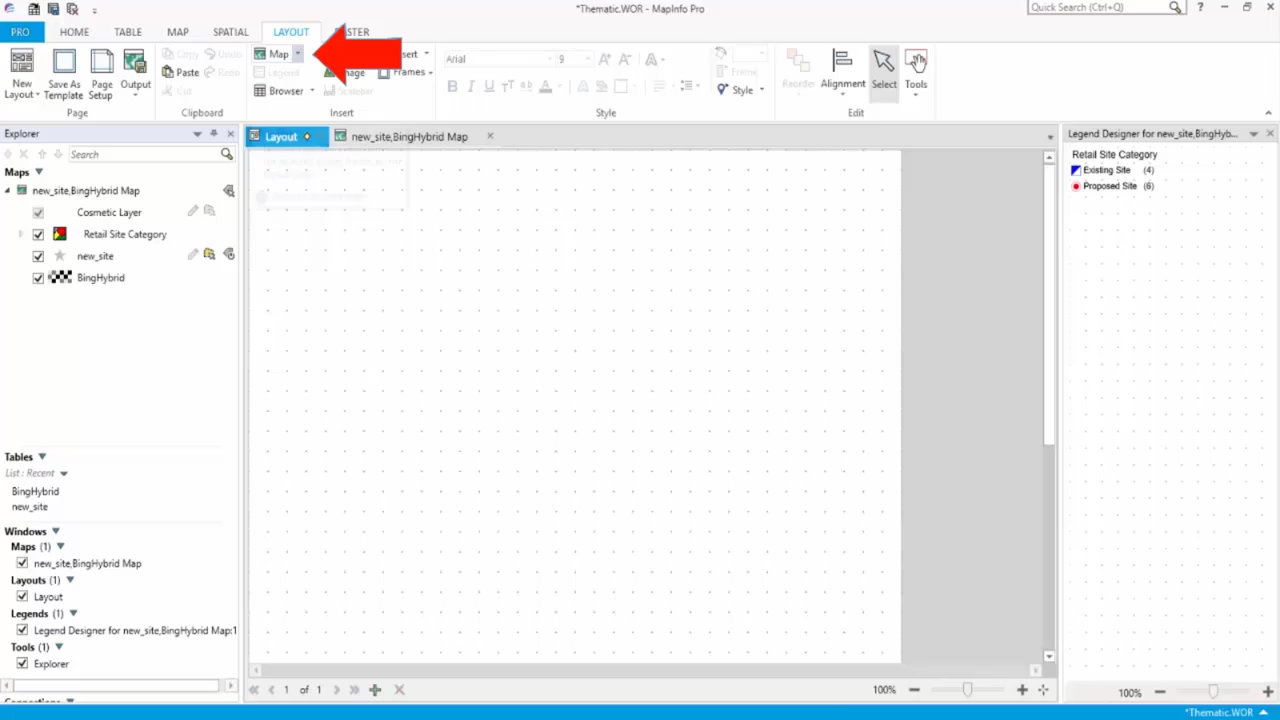 *Thematic.WOR - MapInfo Pro
Quick Search (Ctrl+Q)
PRO HOME TABLE MAP SPATIAL LAYOUT STER
New Layout
Save As Template
Page Setup
Output
Page
Copy Undo
Paste Redo
Cut
Clipboard
Map sert
Legend mage Frames
Browser Scalebar
Insert
Arial 9
B I U
Frame
Style
Style
Reorder
Alignment
Select
Tools
Edit
Explorer
Search
Maps
new_site,BingHybrid Map
Cosmetic Layer
Retail Site Category
new_site
BingHybrid
Tables
List : Recent
BingHybrid
new_site
Windows
Maps (1)
new_site,BingHybrid Map
Layouts (1)
Layout
Legends (1)
Legend Designer for new_site,BingHybrid Map:1
Tools (1)
Explorer
Layout
new_site,BingHybrid Map
1 of 1
100%
Legend Designer for new_site,BingHyb...
Retail Site Category
Existing Site (4)
Proposed Site (6)
100%
*Thematic.WOR